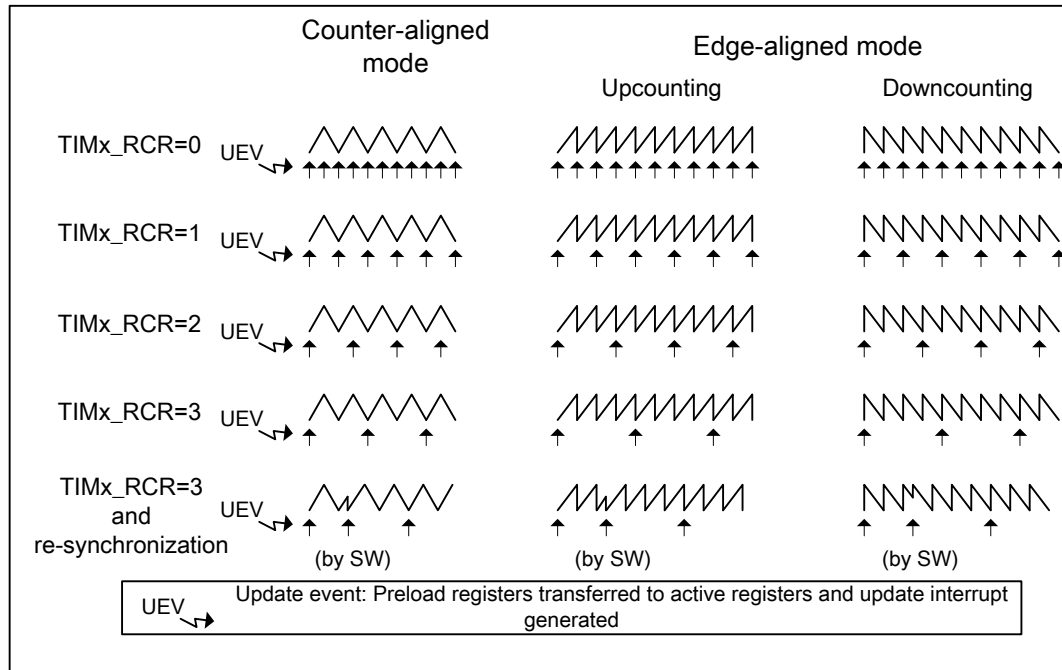 Counter-aligned
mode
Edge-aligned mode
Upcounting
Downcounting
TIMx_RCR=0
UEV
TIMx_RCR=1
UEV
TIMx_RCR=2
UEV
TIMx_RCR=3
UEV
TIMx_RCR=3
and
re-synchronization
UEV
(by SW)
(by SW)
(by SW)
UEV
Update event: Preload registers transferred to active registers and update interrupt
generated